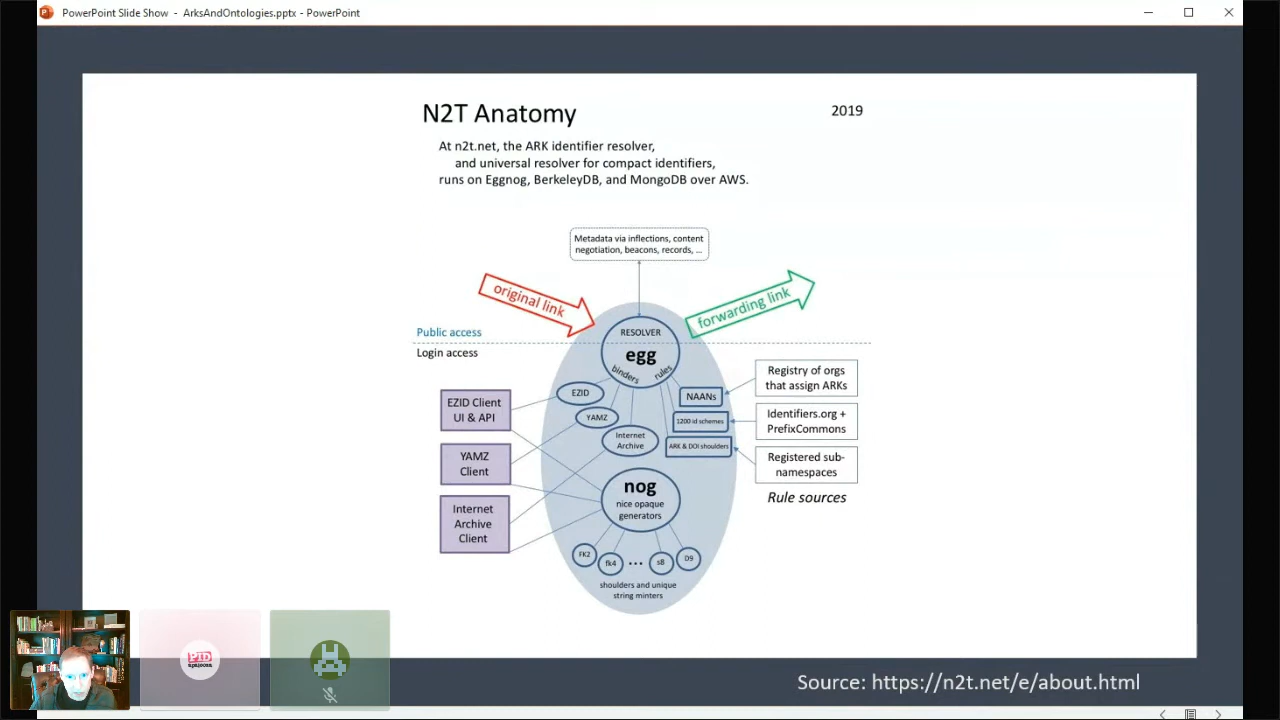 PowerPoint Slide Show - ArksAndOntologies.pptx - PowerPoint
N2T Anatomy
2019
At n2t.net, the ARK identifier resolver,
and universal resolver for compact identifiers,
runs on Eggnog, BerkeleyDB, and MongoDB over AWS.
Metadata via inflections, content
negotiation, beacons, records, ...
original link
forwarding link
Public access
Login access
RESOLVER
egg
binders
rules
EZID
YAMZ
Internet
Archive
NAANs
1200 id schemes
ARK & DOI shoulders
EZID Client
UI & API
YAMZ
Client
Internet
Archive
Client
Registry of orgs
that assign ARKs
Identifiers.org +
PrefixCommons
Registered sub-
namespaces
Rule sources
nog
nice opaque
generators
FK2
fk4
...
s8
D9
shoulders and unique
string minters
PID
apalooza
Source: https://n2t.net/e/about.html